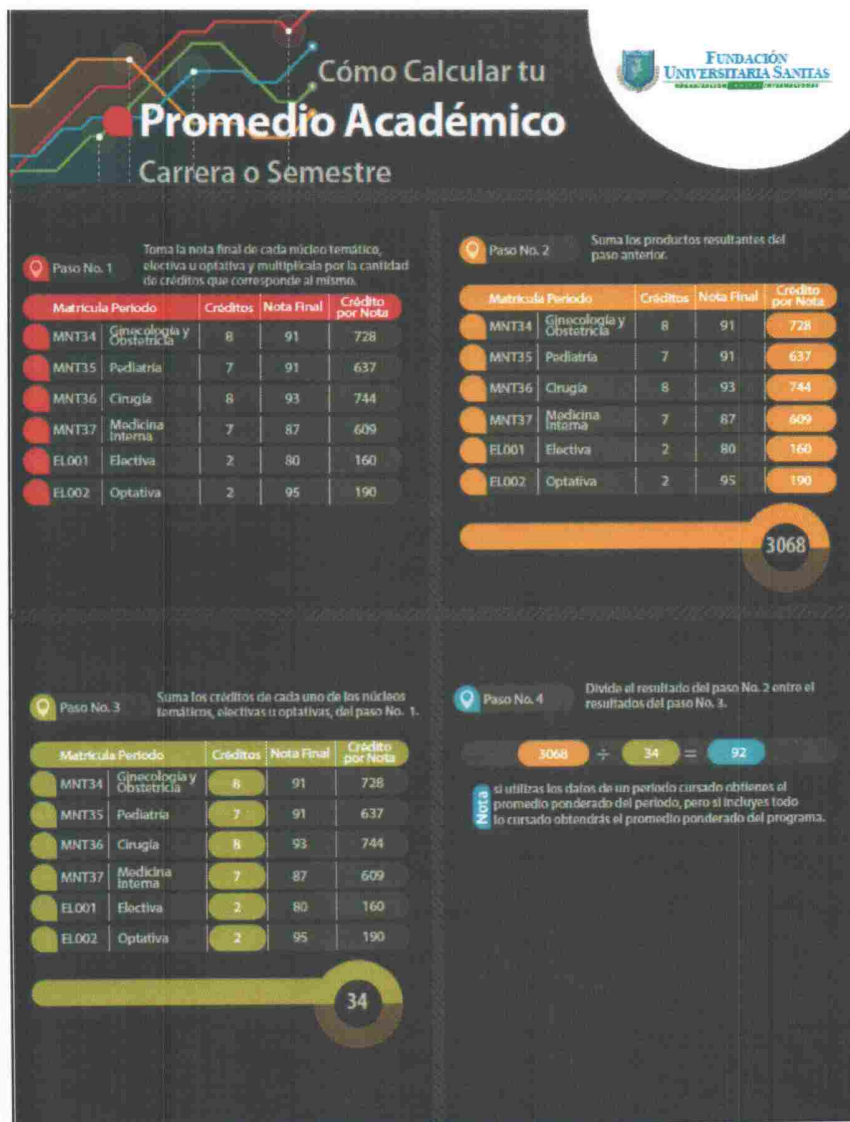 Cómo Calcular tu
Promedio Académico
Carrera o Semestre
FUNDACIÓN
UNIVERSITARIA SANITAS
ORGANIZACIÓN SANITAS INTERNACIONAL
Paso No. 1
Toma la nota final de cada núcleo temático,
electiva u optativa y multiplícala por la cantidad
de créditos que corresponde al mismo.
Matrícula Periodo Créditos Nota Final Crédito por Nota
MNT34 Ginecología y Obstetricia 8 91 728
MNT35 Pediatría 7 91 637
MNT36 Cirugía 8 93 744
MNT37 Medicina Interna 7 87 609
EL001 Electiva 2 80 160
EL002 Optativa 2 95 190
Paso No. 2
Suma los productos resultantes del
paso anterior.
Matrícula Periodo Créditos Nota Final Crédito por Nota
MNT34 Ginecología y Obstetricia 8 91 728
MNT35 Pediatría 7 91 637
MNT36 Cirugía 8 93 744
MNT37 Medicina Interna 7 87 609
EL001 Electiva 2 80 160
EL002 Optativa 2 95 190
3068
Paso No. 3
Suma los créditos de cada uno de los núcleos
temáticos, electivas u optativas, del paso No. 1.
Matrícula Periodo Créditos Nota Final Crédito por Nota
MNT34 Ginecología y Obstetricia 8 91 728
MNT35 Pediatría 7 91 637
MNT36 Cirugía 8 93 744
MNT37 Medicina Interna 7 87 609
EL001 Electiva 2 80 160
EL002 Optativa 2 95 190
34
Paso No. 4
Divide el resultado del paso No. 2 entre el
resultados del paso No. 3.
3068 ÷ 34 = 92
Nota
si utilizas los datos de un periodo cursado obtienes el
promedio ponderado del periodo, pero si incluyes todo
lo cursado obtendrás el promedio ponderado del programa.